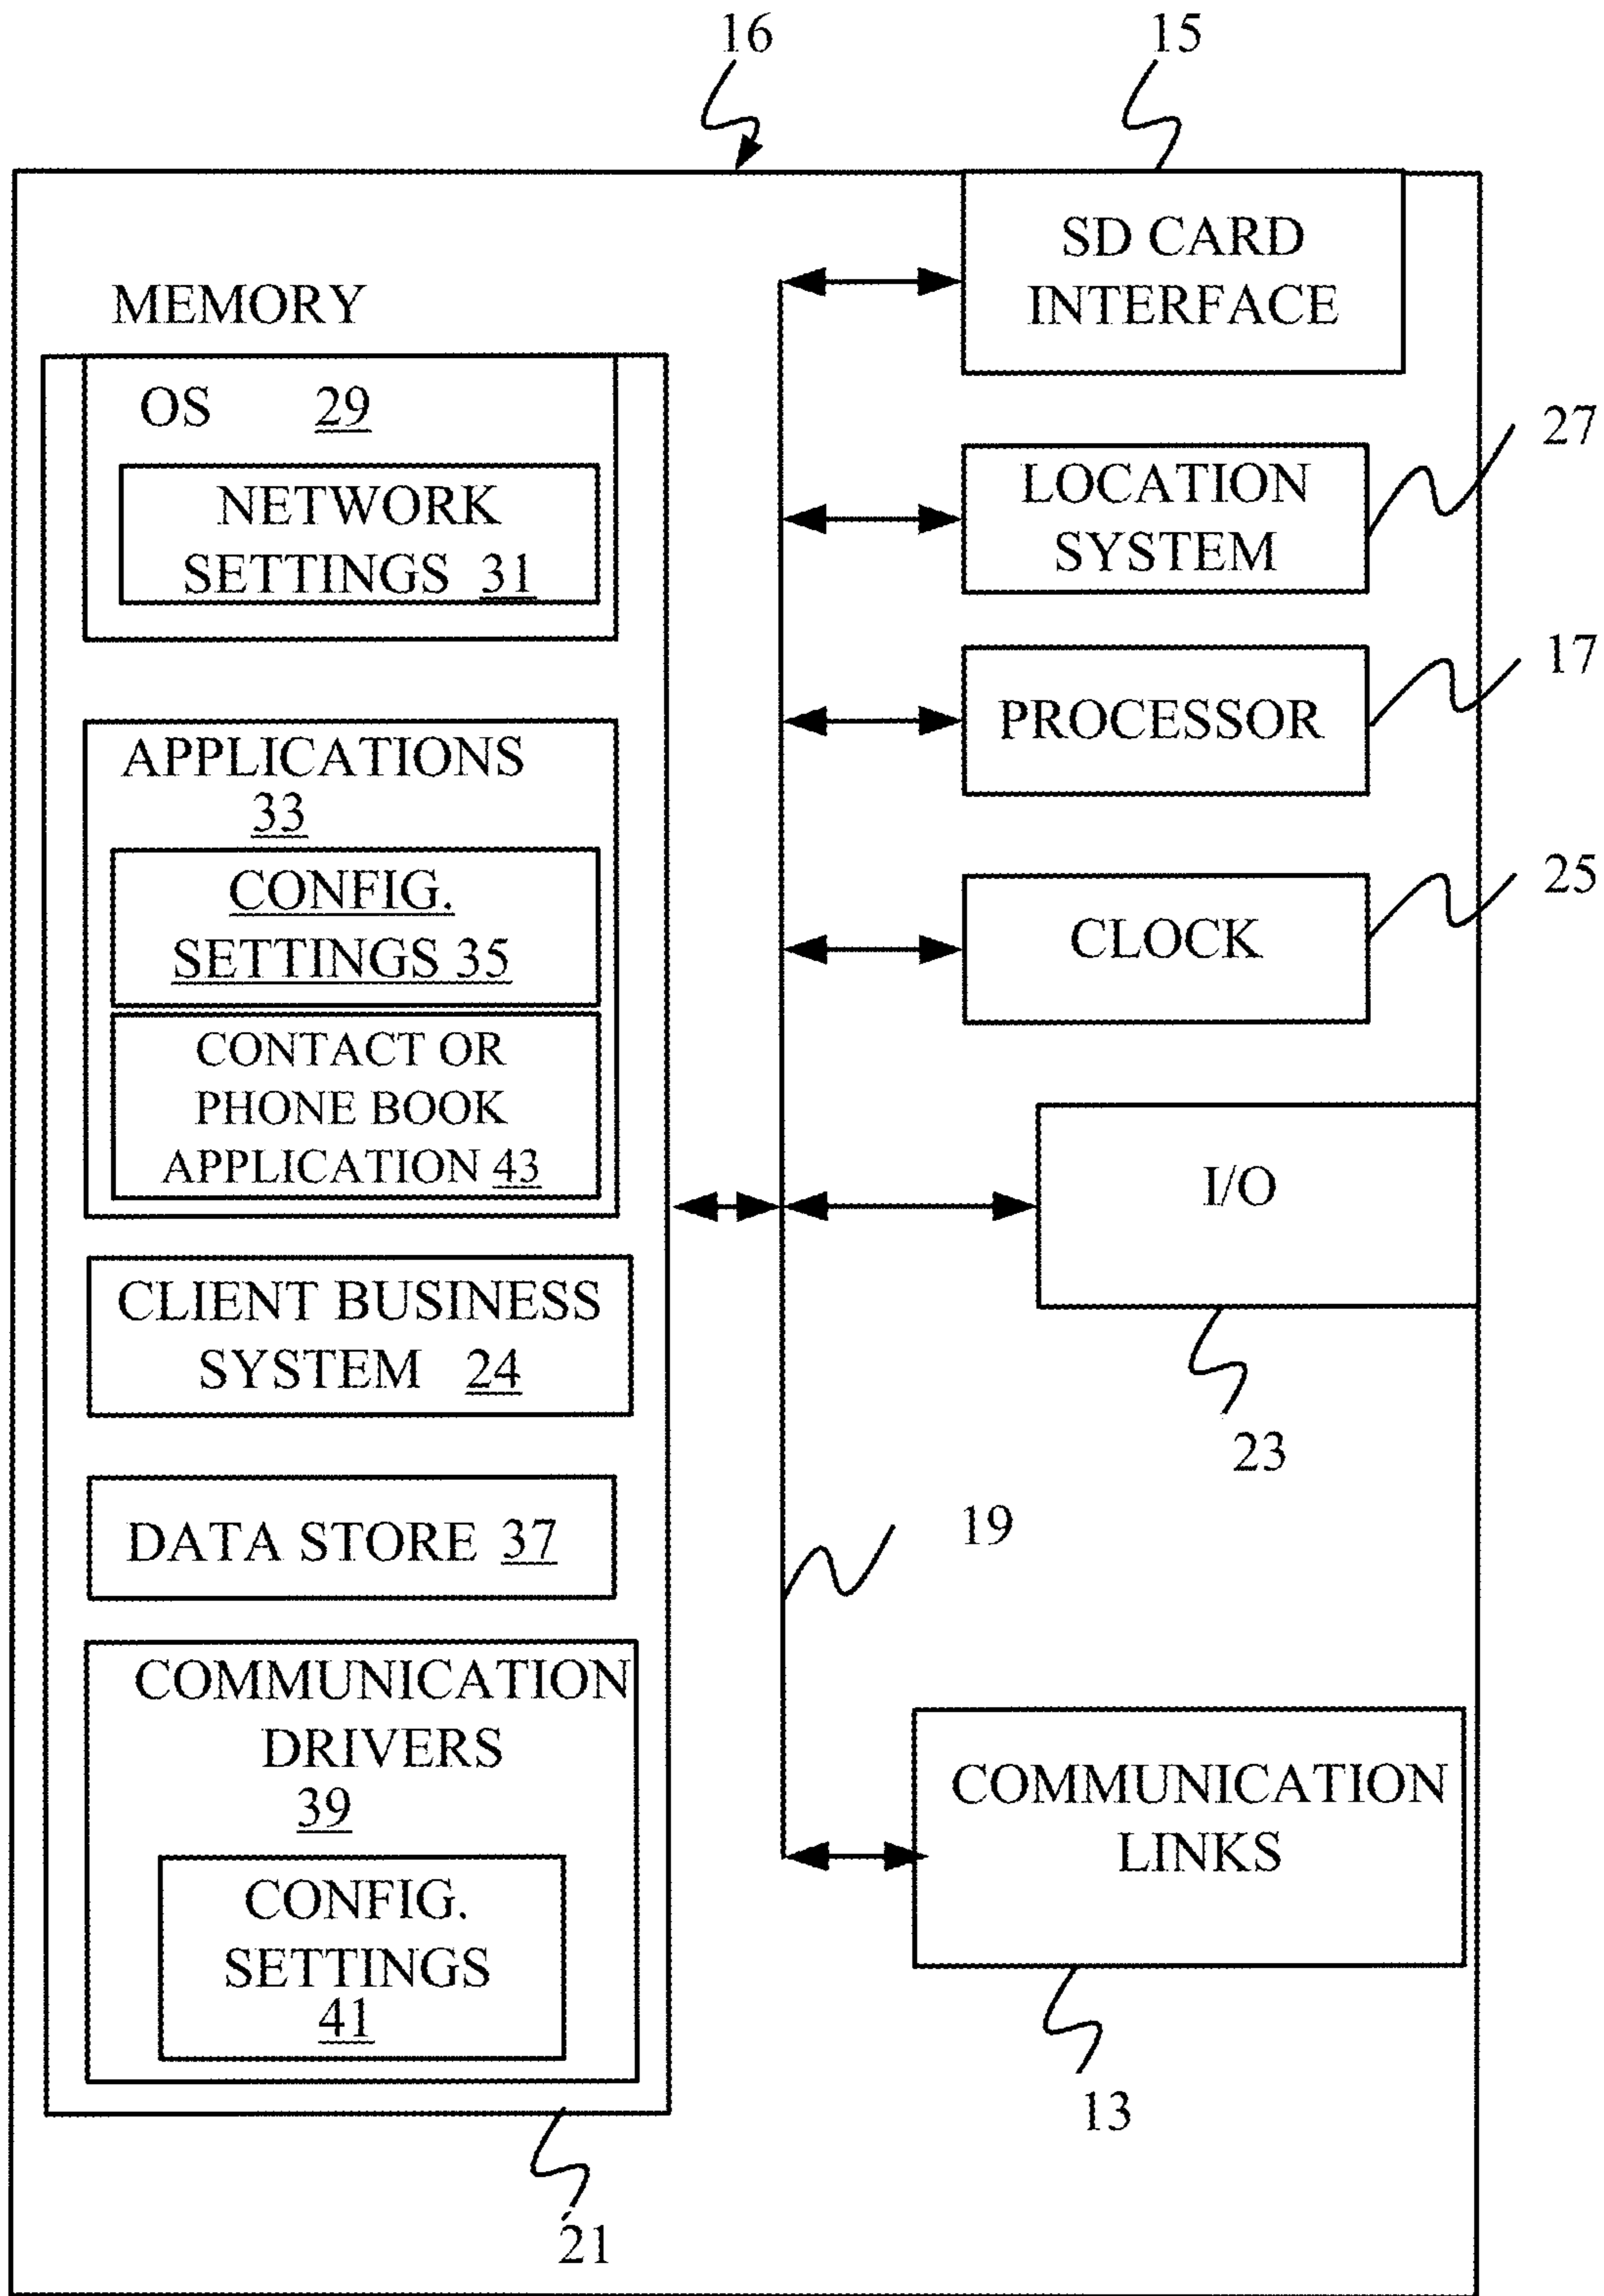 16
15
SD CARD
INTERFACE
MEMORY
OS 29
NETWORK
SETTINGS 31
APPLICATIONS
33
CONFIG.
SETTINGS 35
CONTACT OR
PHONE BOOK
APPLICATION 43
CLIENT BUSINESS
SYSTEM 24
DATA STORE 37
COMMUNICATION
DRIVERS
39
CONFIG.
SETTINGS
41
21
LOCATION
SYSTEM
27
PROCESSOR
17
CLOCK
25
I/O
23
19
COMMUNICATION
LINKS
13